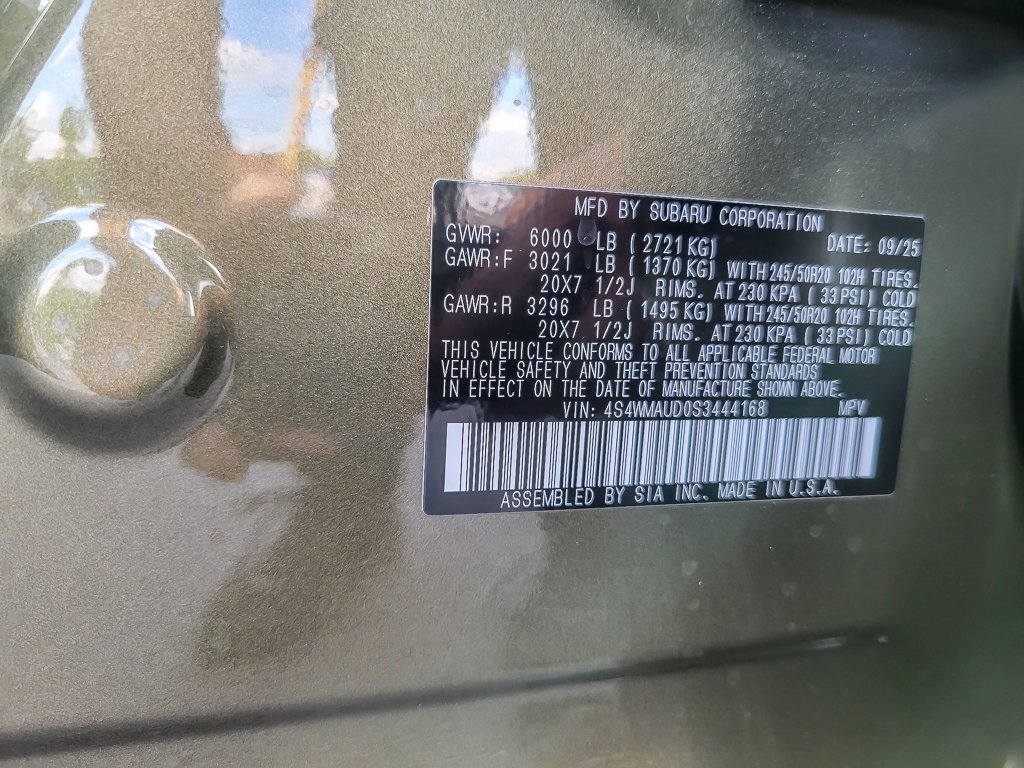 MFD BY SUBARU CORPORATION
GVWR: 6000 LB ( 2721 KG) DATE: 09/25
GAWR:F 3021 LB ( 1370 KG) WITH 245/50R20 102H TIRES.
20X7 1/2J RIMS. AT 230 KPA ( 33 PSI) COLD
GAWR:R 3296 LB ( 1495 KG) WITH 245/50R20 102H TIRES.
20X7 1/2J RIMS. AT 230 KPA ( 33 PSI) COLD
THIS VEHICLE CONFORMS TO ALL APPLICABLE FEDERAL MOTOR
VEHICLE SAFETY AND THEFT PREVENTION STANDARDS
IN EFFECT ON THE DATE OF MANUFACTURE SHOWN ABOVE.
VIN: 4S4WMAUD0S3444168 MPV
ASSEMBLED BY SIA INC. MADE IN U.S.A.